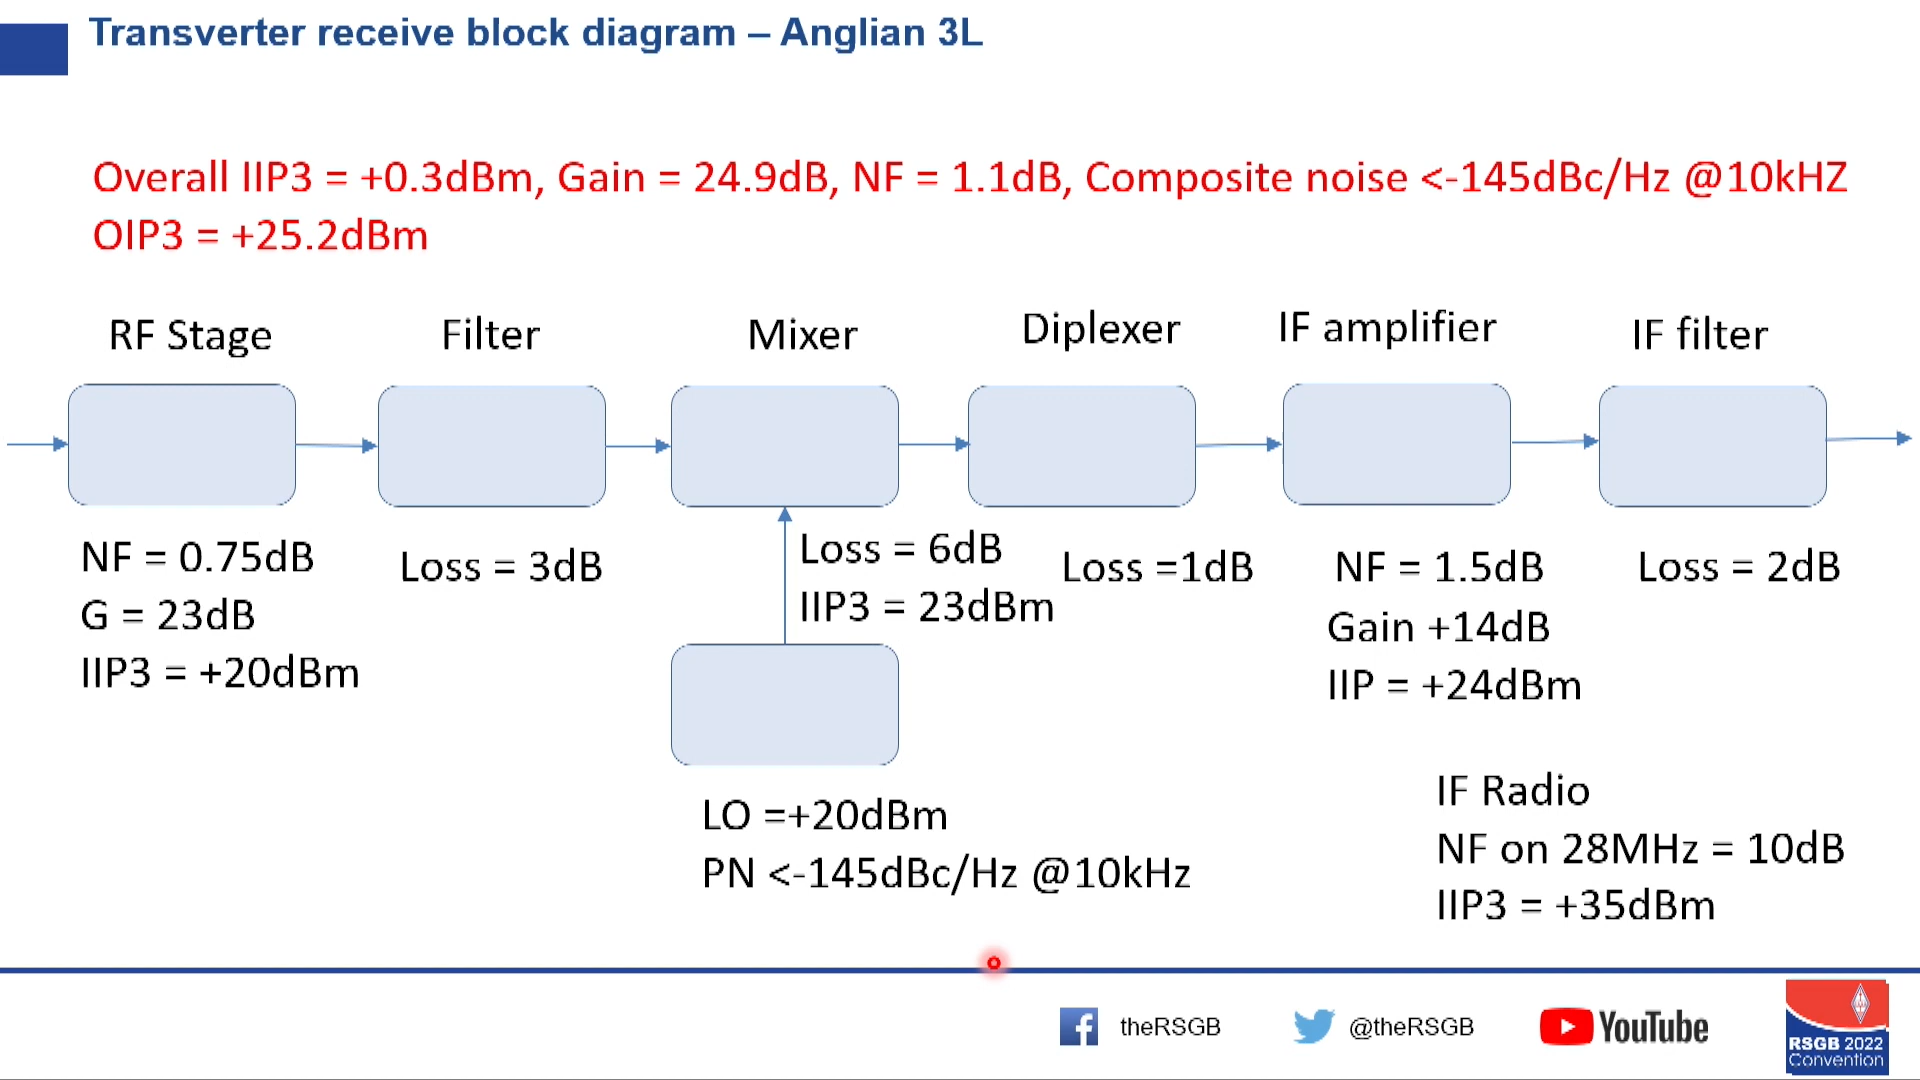 Transverter receive block diagram – Anglian 3L
Overall IIP3 = +0.3dBm, Gain = 24.9dB, NF = 1.1dB, Composite noise <-145dBc/Hz @10kHZ
OIP3 = +25.2dBm
RF Stage
Filter
Mixer
Diplexer
IF amplifier
IF filter
NF = 0.75dB
G = 23dB
IIP3 = +20dBm
Loss = 3dB
Loss = 6dB
IIP3 = 23dBm
Loss =1dB
NF = 1.5dB
Gain +14dB
IIP = +24dBm
Loss = 2dB
LO =+20dBm
PN <-145dBc/Hz @10kHz
IF Radio
NF on 28MHz = 10dB
IIP3 = +35dBm
f theRSGB
@theRSGB
YouTube
RSGB 2022
Convention